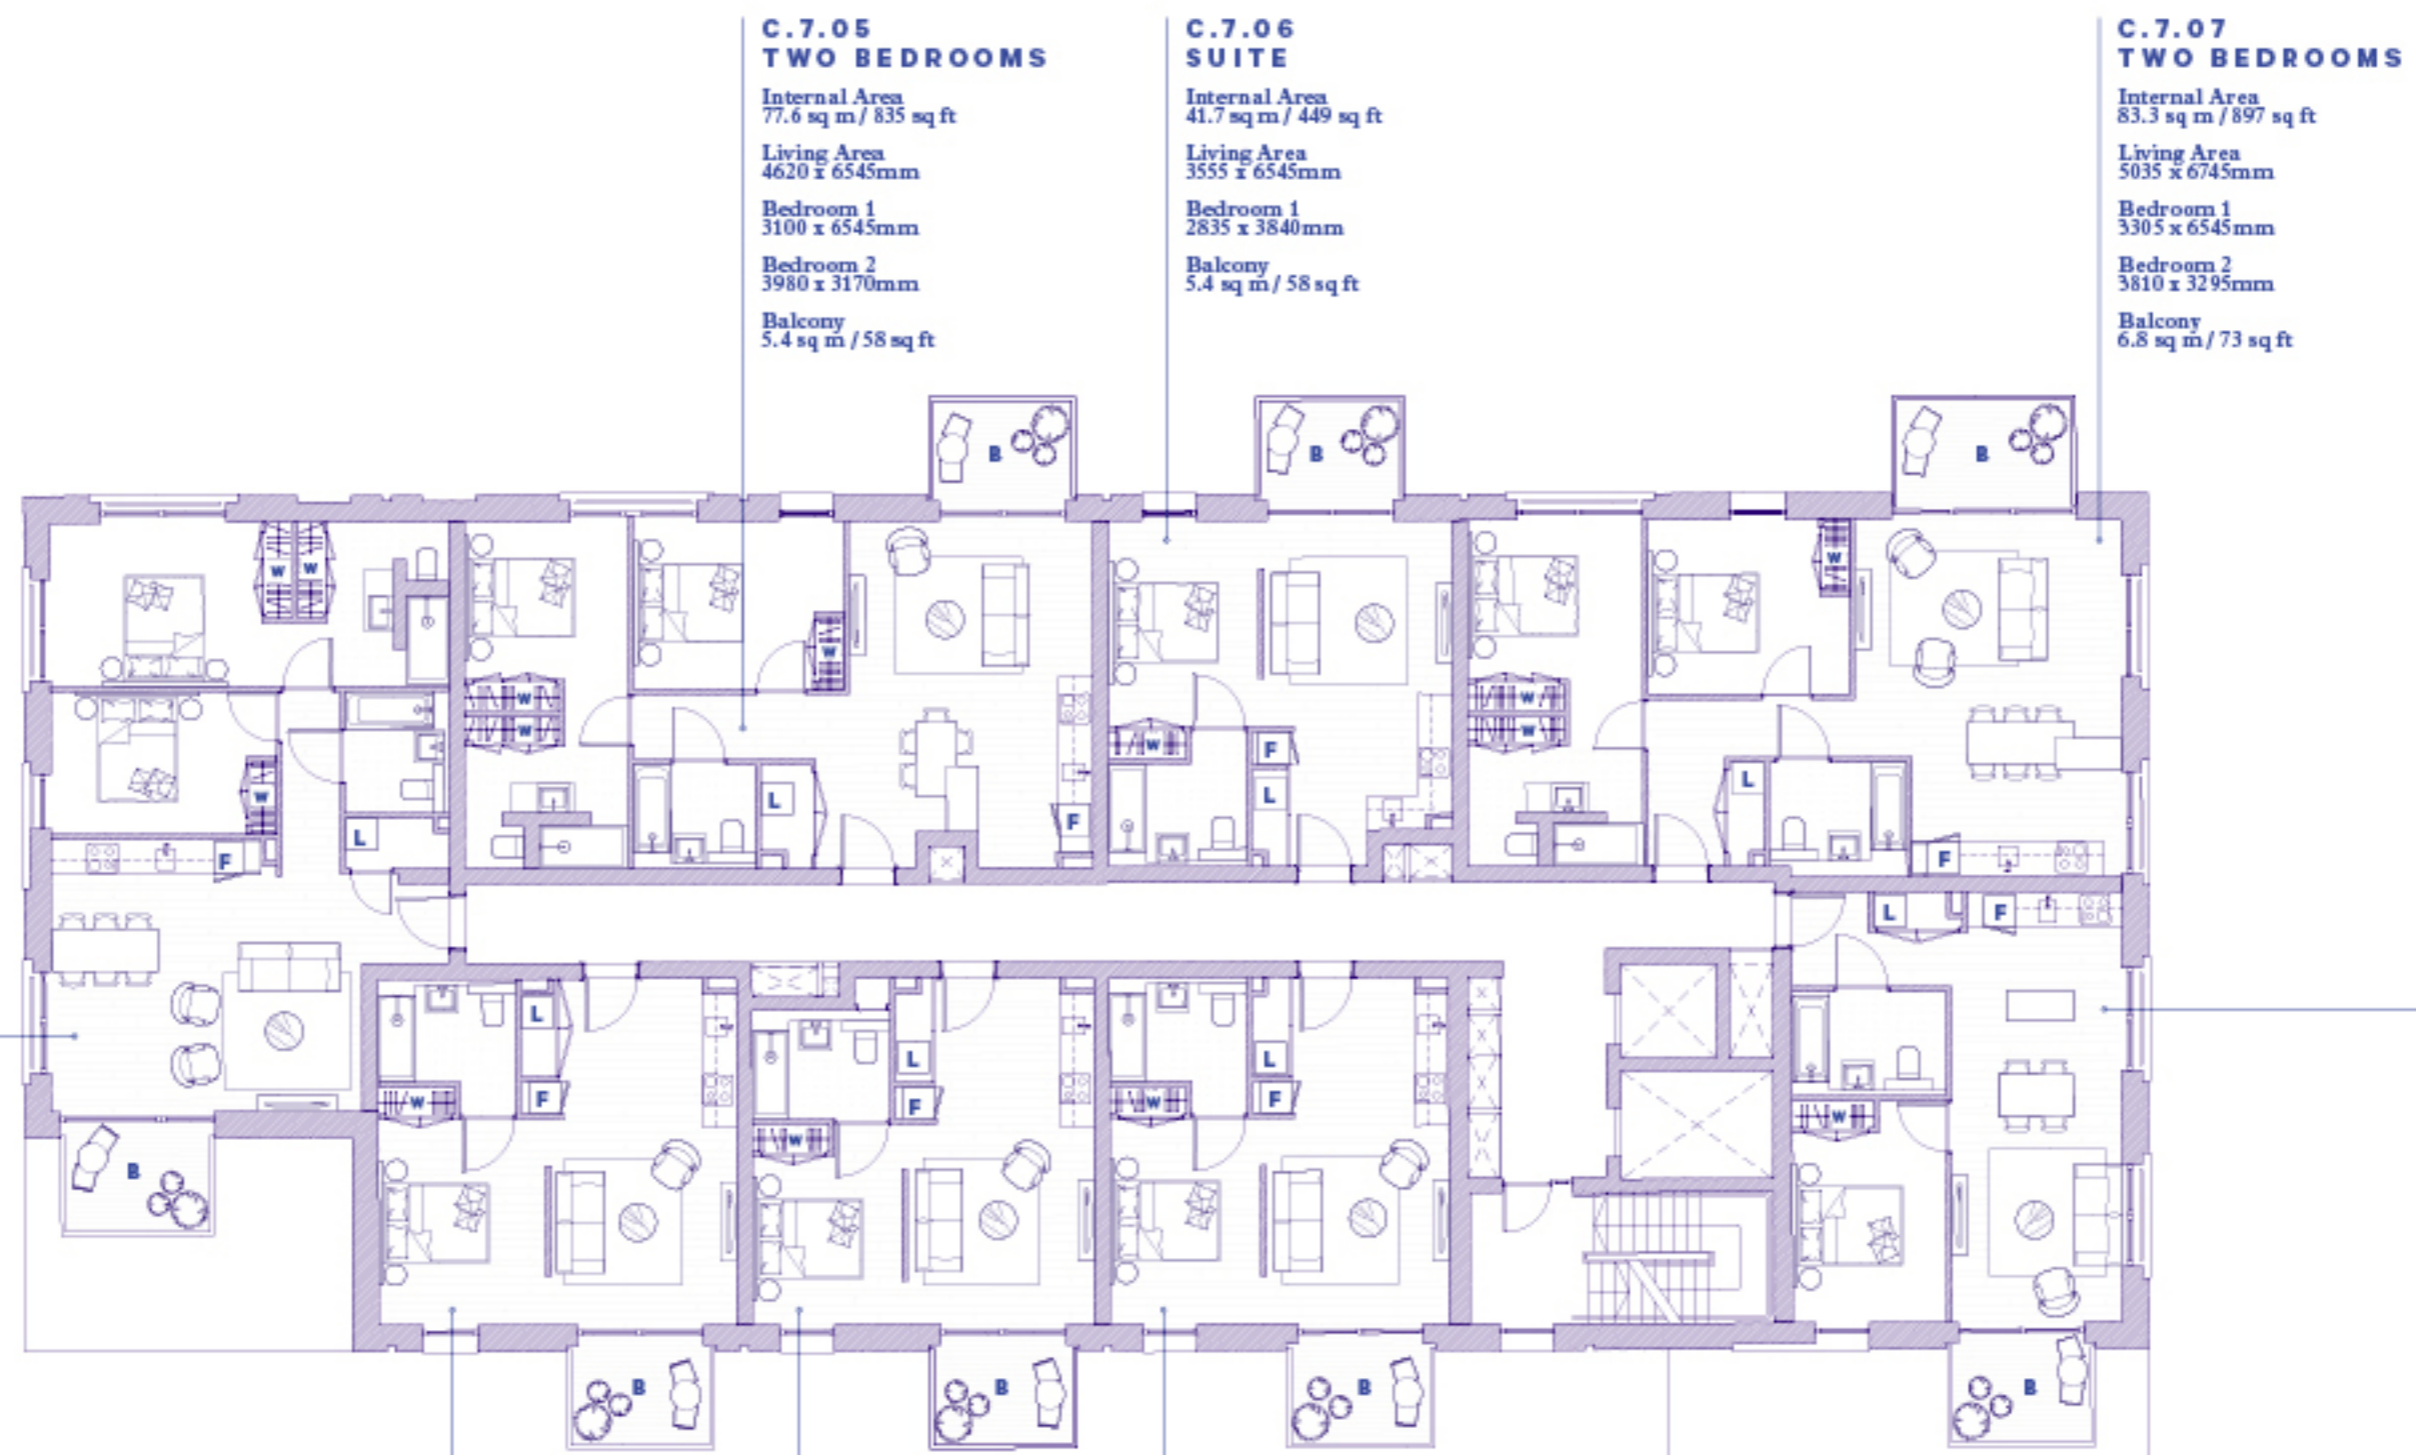 C.7.05
TWO BEDROOMS
Internal Area
77.6 sq m / 835 sq ft
Living Area
4620 x 6545mm
Bedroom 1
3100 x 6545mm
Bedroom 2
3980 x 3170mm
Balcony
5.4 sq m / 58 sq ft
C.7.06
SUITE
Internal Area
41.7 sq m / 449 sq ft
Living Area
3555 x 6545mm
Bedroom 1
2835 x 3840mm
Balcony
5.4 sq m / 58 sq ft
C.7.07
TWO BEDROOMS
Internal Area
83.3 sq m / 897 sq ft
Living Area
5035 x 6745mm
Bedroom 1
3305 x 6545mm
Bedroom 2
3810 x 3295mm
Balcony
6.8 sq m / 73 sq ft
B B B
W W W
W
W W
W W
W L W F L L
W F
L F F
L F
L L L
F F F
W W W W
B
B B B B